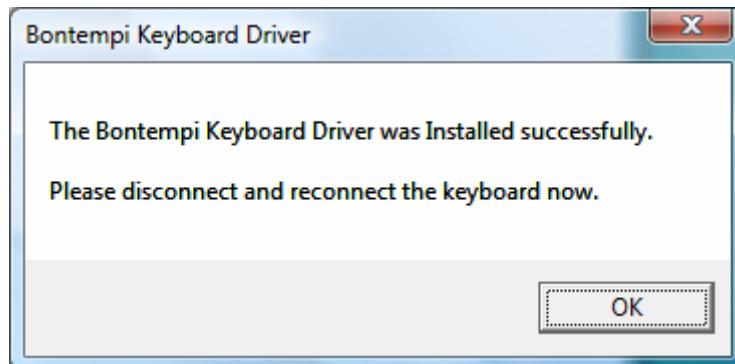 Bontempi Keyboard Driver
The Bontempi Keyboard Driver was Installed successfully.
Please disconnect and reconnect the keyboard now.
OK